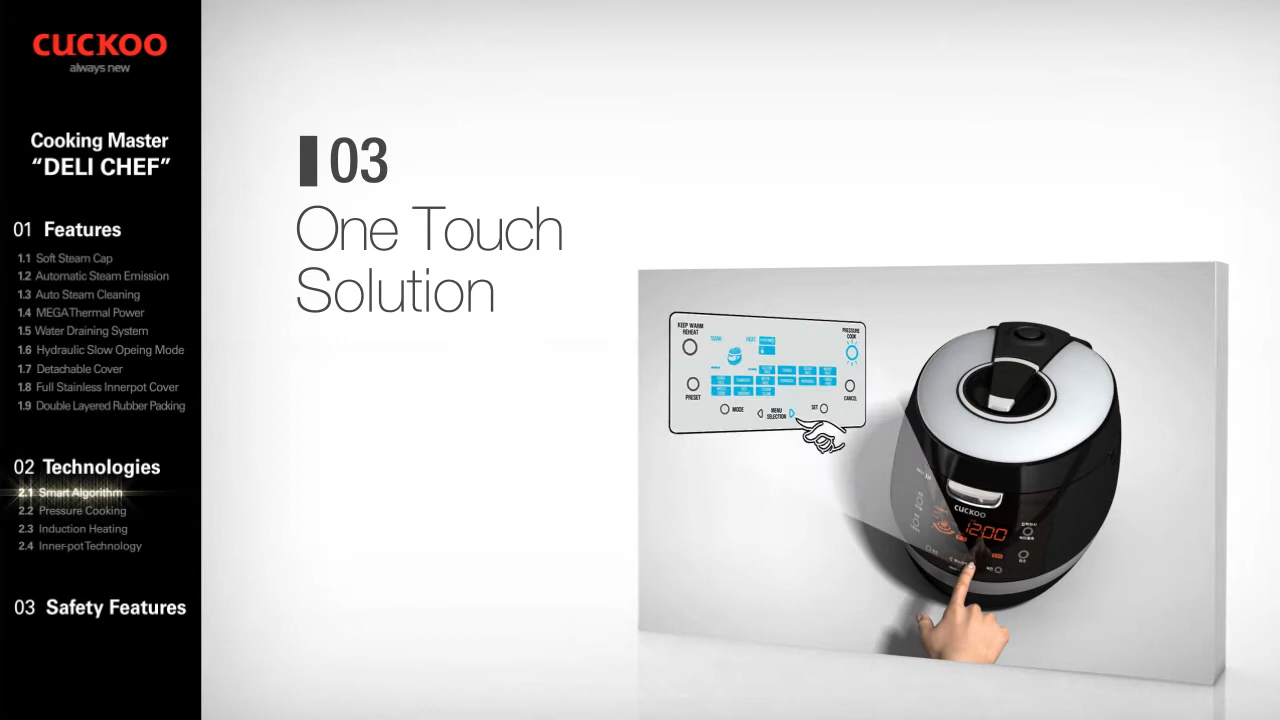 CUCKOO
always new
Cooking Master
“DELI CHEF”
01 Features
1.1 Soft Steam Cap
1.2 Automatic Steam Emission
1.3 Auto Steam Cleaning
1.4 MEGA Thermal Power
1.5 Water Draining System
1.6 Hydraulic Slow Opeing Mode
1.7 Detachable Cover
1.8 Full Stainless Innerpot Cover
1.9 Double Layered Rubber Packing
02 Technologies
2.1 Smart Algorithm
2.2 Pressure Cooking
2.3 Induction Heating
2.4 Inner-pot Technology
03 Safety Features
03
One Touch
Solution
KEEP WARM
REHEAT
PRESSURE
COOK
HEAT
PRESET
CANCEL
MODE
MENU
SELECTION
SET
CUCKOO
12:00